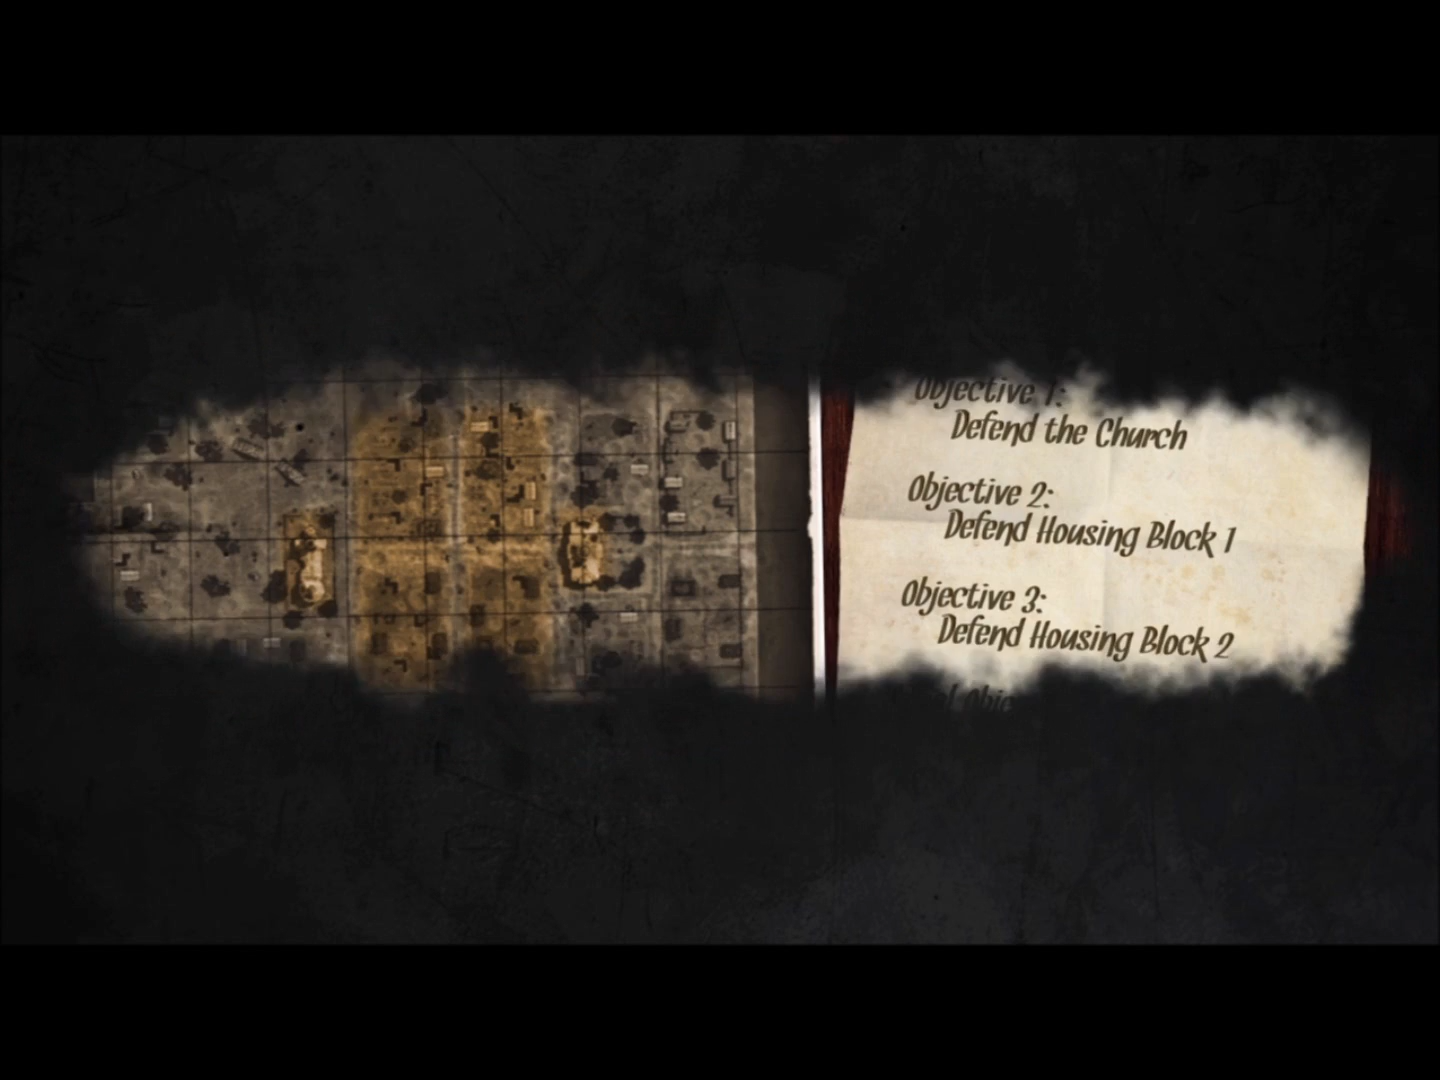 Objective 1:
Defend the Church
Objective 2:
Defend Housing Block 1
Objective 3:
Defend Housing Block 2